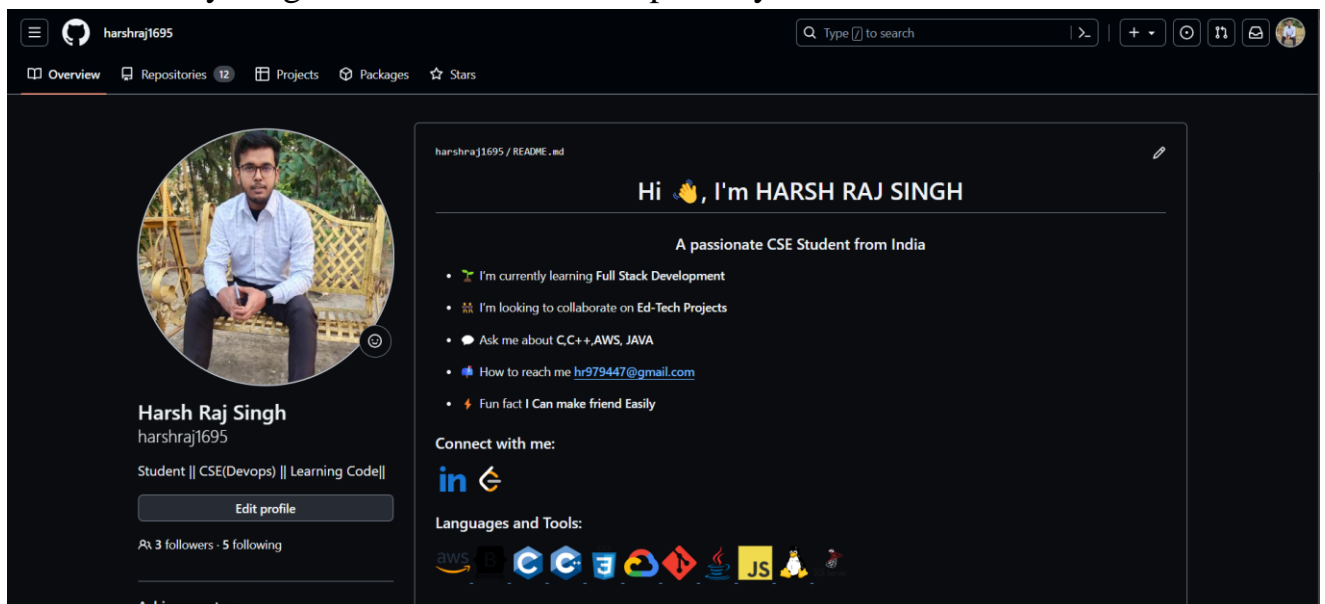 harshraj1695
Type / to search
Overview
Repositories 12
Projects
Packages
Stars
harshraj1695 / README.md
Hi 👋, I'm HARSH RAJ SINGH
A passionate CSE Student from India
• 🌱 I'm currently learning Full Stack Development
• 👯 I'm looking to collaborate on Ed-Tech Projects
• 💬 Ask me about C,C++,AWS, JAVA
• 📫 How to reach me hr979447@gmail.com
• ⚡ Fun fact I Can make friend Easily
Harsh Raj Singh
harshraj1695
Student || CSE(Devops) || Learning Code||
Edit profile
3 followers · 5 following
Connect with me:
in
Languages and Tools:
aws B C C++ 3 JS